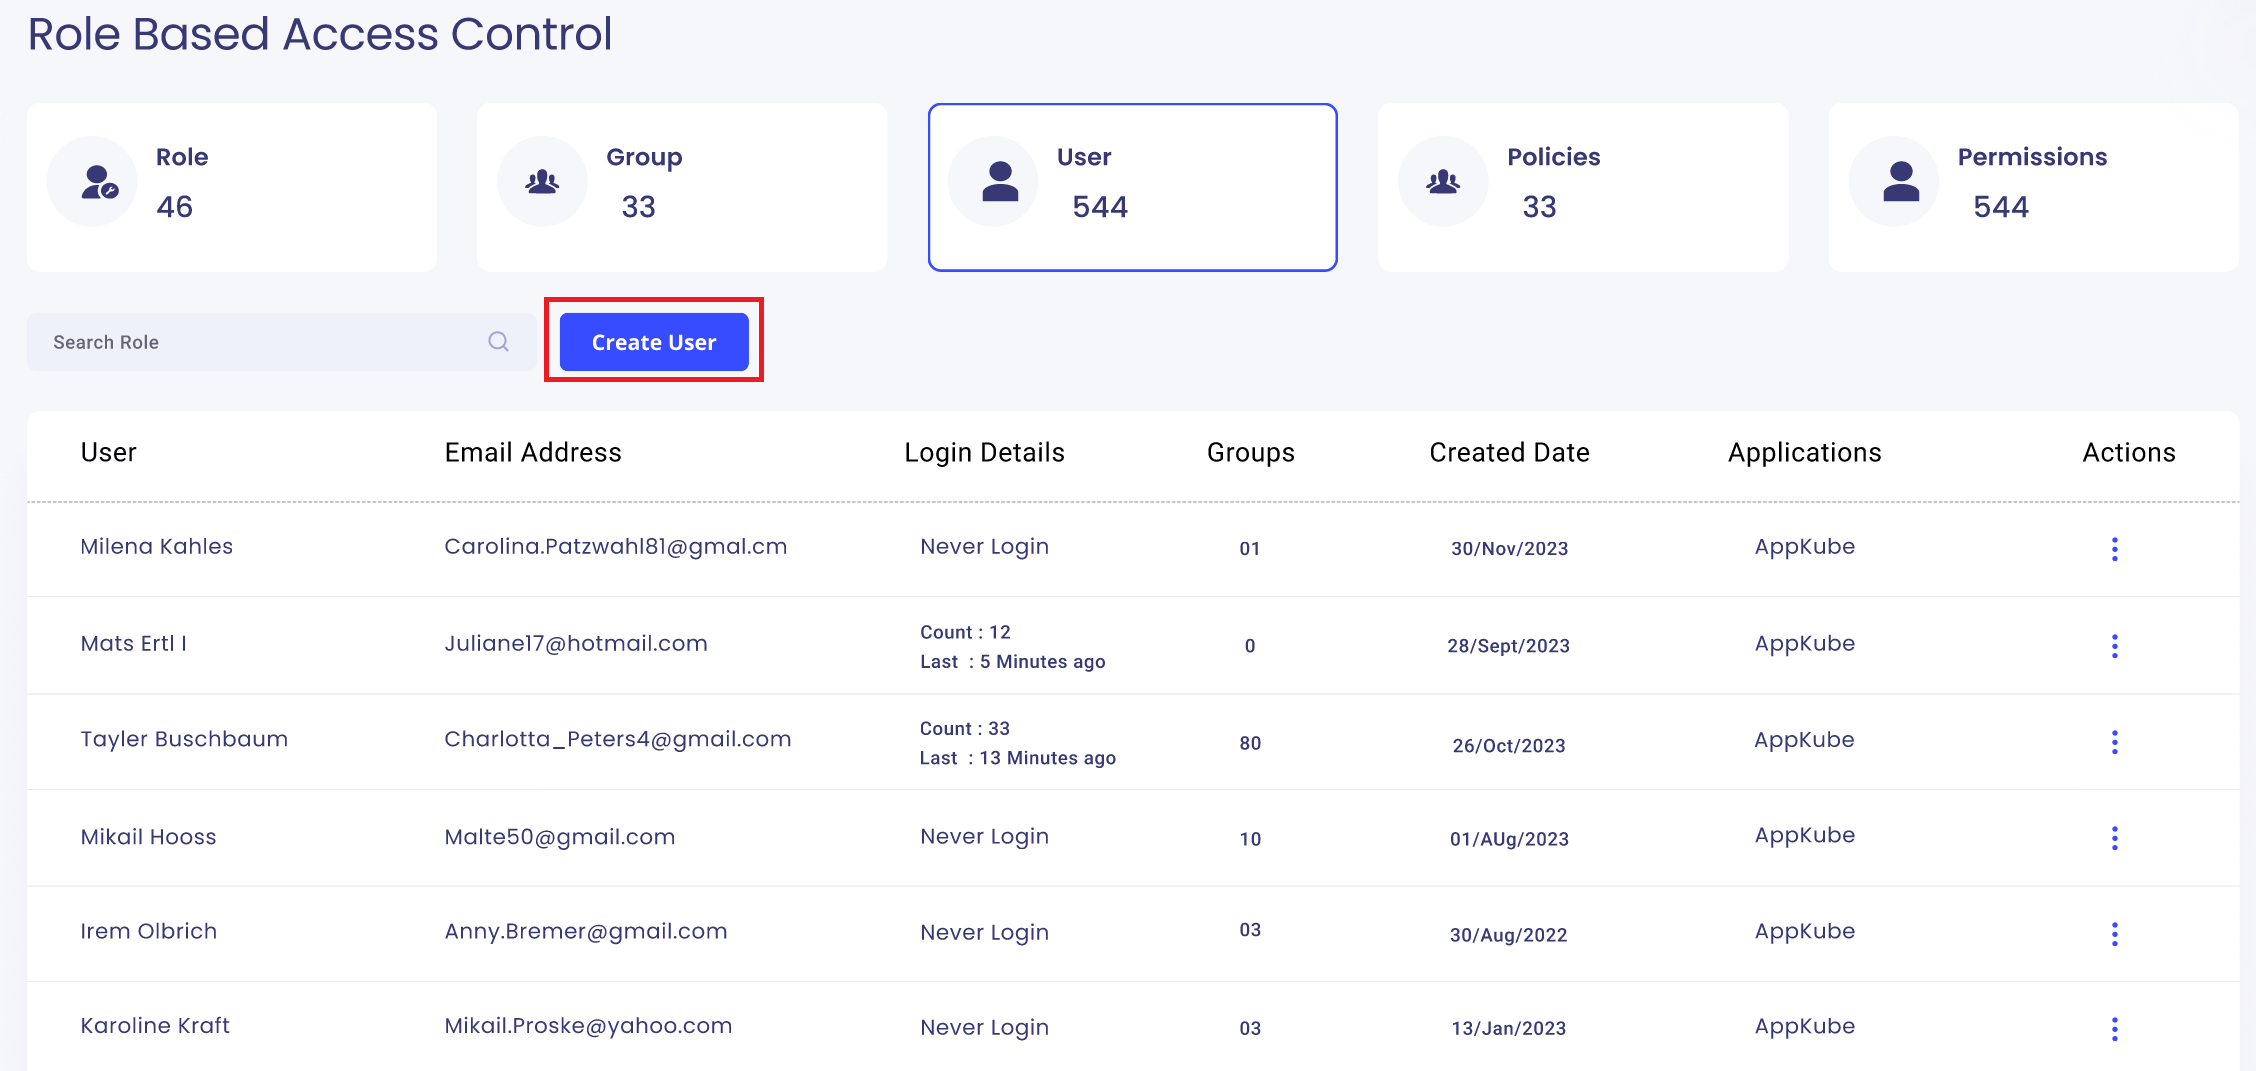 Role Based Access Control
Role
46
Group
33
User
544
Policies
33
Permissions
544
Search Role
Create User
User Email Address Login Details Groups Created Date Applications Actions
Milena Kahles Carolina.Patzwahl81@gmal.cm Never Login 01 30/Nov/2023 AppKube
Mats Ertl I Juliane17@hotmail.com Count : 12
Last : 5 Minutes ago 0 28/Sept/2023 AppKube
Tayler Buschbaum Charlotta_Peters4@gmail.com Count : 33
Last : 13 Minutes ago 80 26/Oct/2023 AppKube
Mikail Hooss Malte50@gmail.com Never Login 10 01/AUg/2023 AppKube
Irem Olbrich Anny.Bremer@gmail.com Never Login 03 30/Aug/2022 AppKube
Karoline Kraft Mikail.Proske@yahoo.com Never Login 03 13/Jan/2023 AppKube